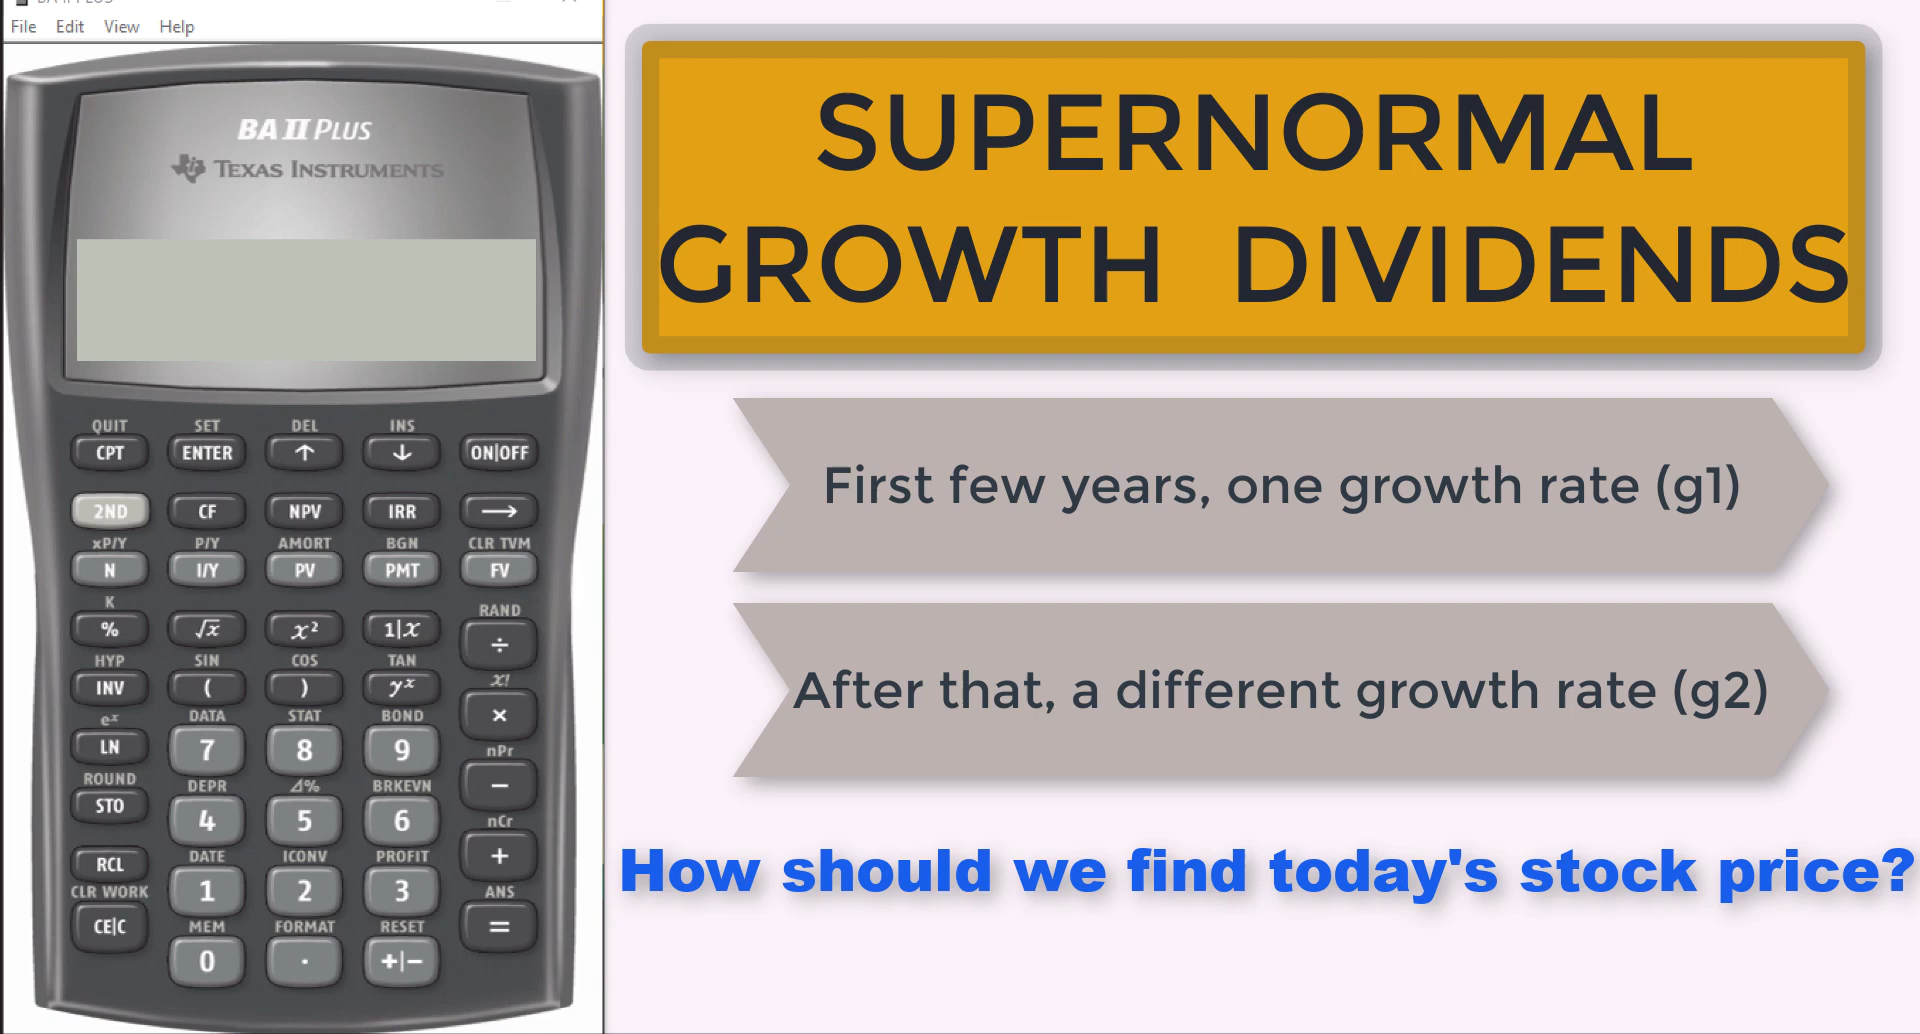 File Edit View Help
BA II PLUS
TEXAS INSTRUMENTS
QUIT SET DEL INS
CPT ENTER ↑ ↓ ON|OFF
2ND CF NPV IRR →
xP/Y P/Y AMORT BGN CLR TVM
N I/Y PV PMT FV
K RAND
% √x x² 1|x ÷
HYP SIN COS TAN x!
INV ( ) yˣ ×
eˣ DATA STAT BOND nPr
LN 7 8 9 −
ROUND DEPR Δ% BRKEVN nCr
STO 4 5 6 +
RCL DATE ICONV PROFIT
CLR WORK 1 2 3 ANS
CE|C MEM FORMAT RESET =
0 . +|−
SUPERNORMAL
GROWTH DIVIDENDS
First few years, one growth rate (g1)
After that, a different growth rate (g2)
How should we find today's stock price?